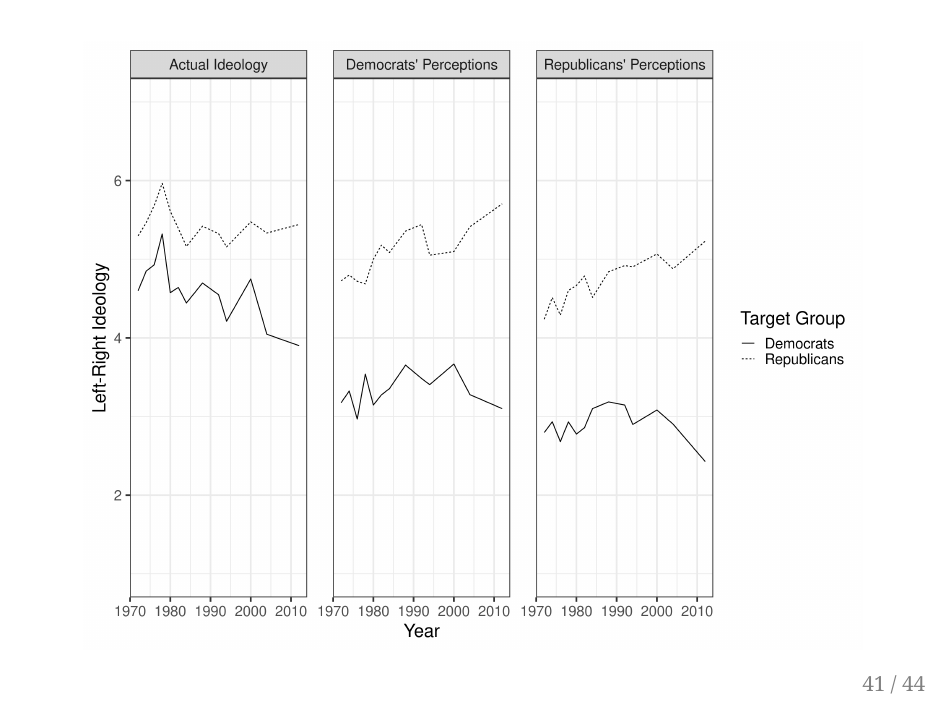 Actual Ideology
Democrats' Perceptions
Republicans' Perceptions
6
4
2
Left-Right Ideology
1970 1980 1990 2000 2010
1970 1980 1990 2000 2010
1970 1980 1990 2000 2010
Year
Target Group
Democrats
Republicans
41 / 44